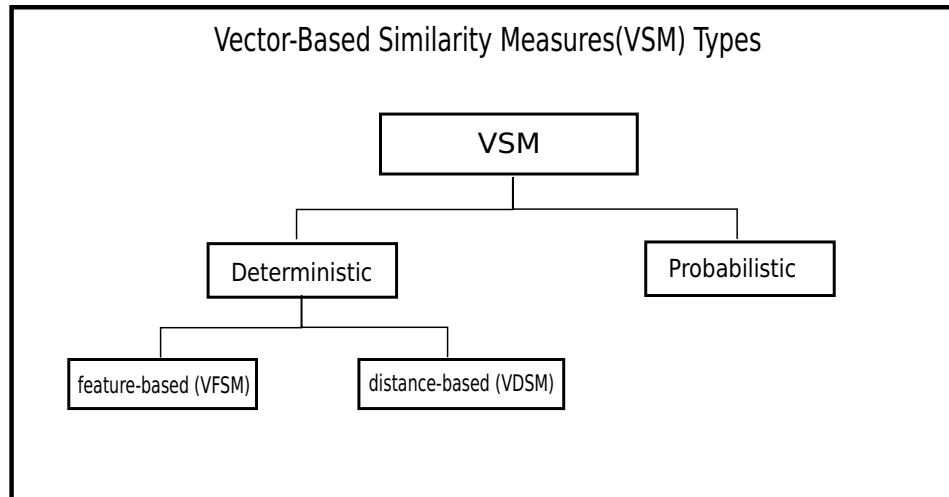 Vector-Based Similarity Measures(VSM) Types
VSM
Deterministic
Probabilistic
feature-based (VFSM)
distance-based (VDSM)